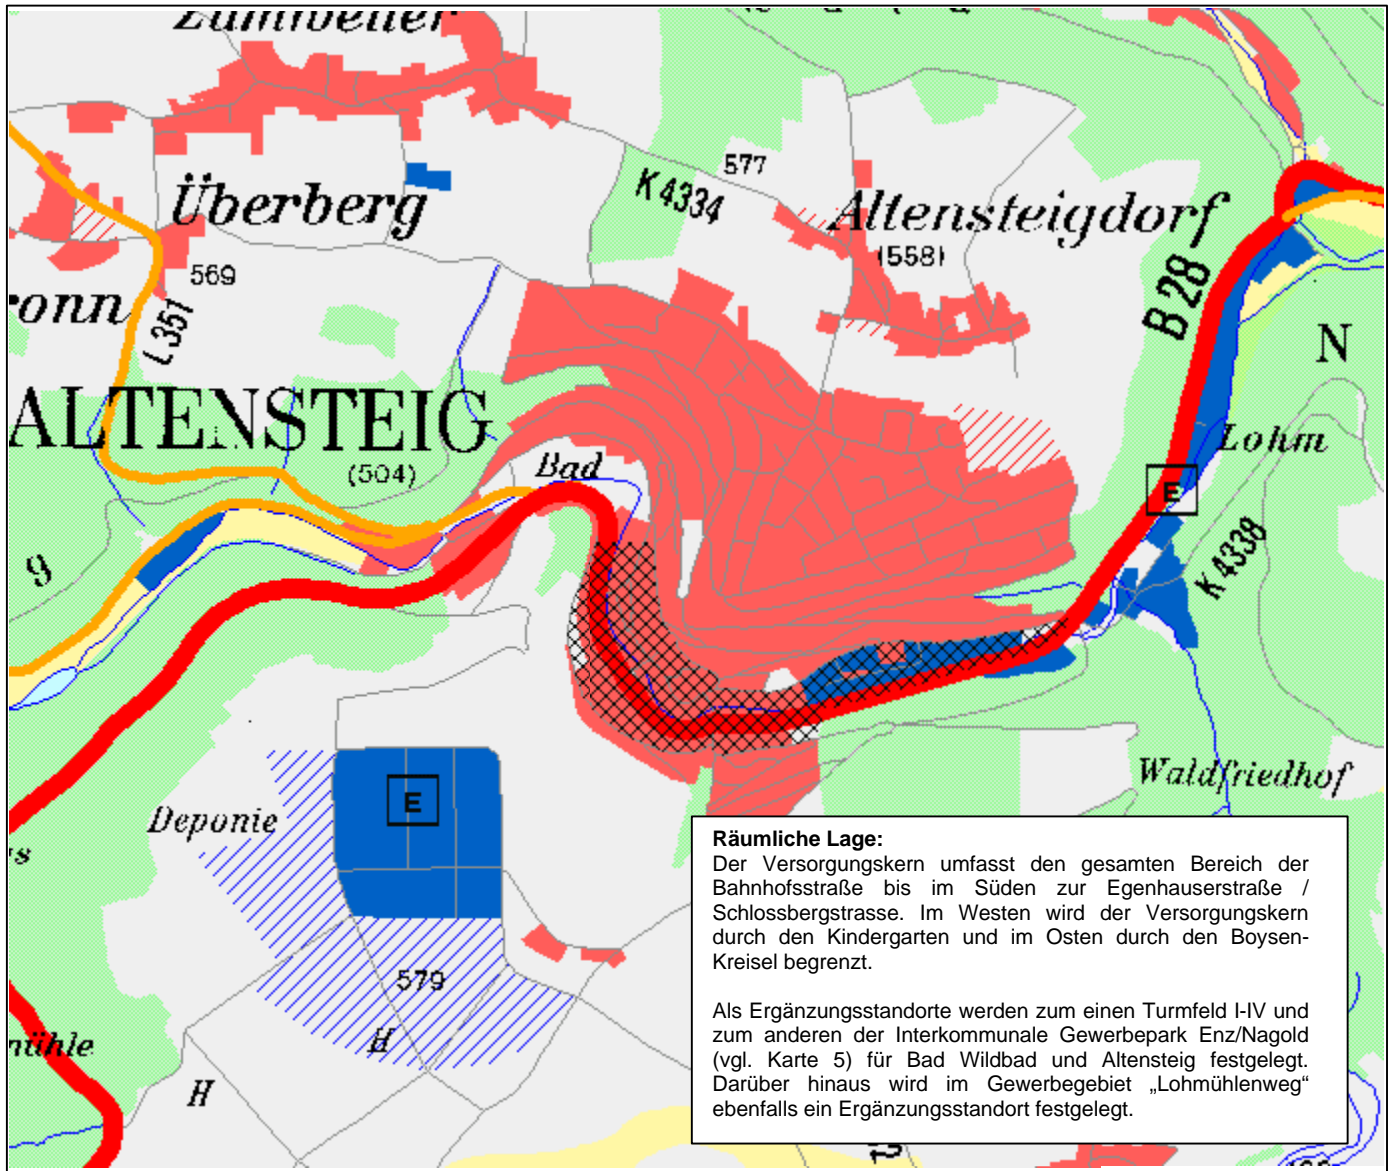 Zumweiler
Überberg
577
K 4334
Altensteigdorf
(558)
569
onn
L 351
B 28
N
ALTENSTEIG
(504)
Bad
Lohm
E
K 4338
9
Waldfriedhof
Deponie
E
s
579
H
H
mühle
Räumliche Lage:
Der Versorgungskern umfasst den gesamten Bereich der
Bahnhofsstraße bis im Süden zur Egenhauserstraße /
Schlossbergstrasse. Im Westen wird der Versorgungskern
durch den Kindergarten und im Osten durch den Boysen-
Kreisel begrenzt.
Als Ergänzungsstandorte werden zum einen Turmfeld I-IV und
zum anderen der Interkommunale Gewerbepark Enz/Nagold
(vgl. Karte 5) für Bad Wildbad und Altensteig festgelegt.
Darüber hinaus wird im Gewerbegebiet „Lohmühlenweg“
ebenfalls ein Ergänzungsstandort festgelegt.